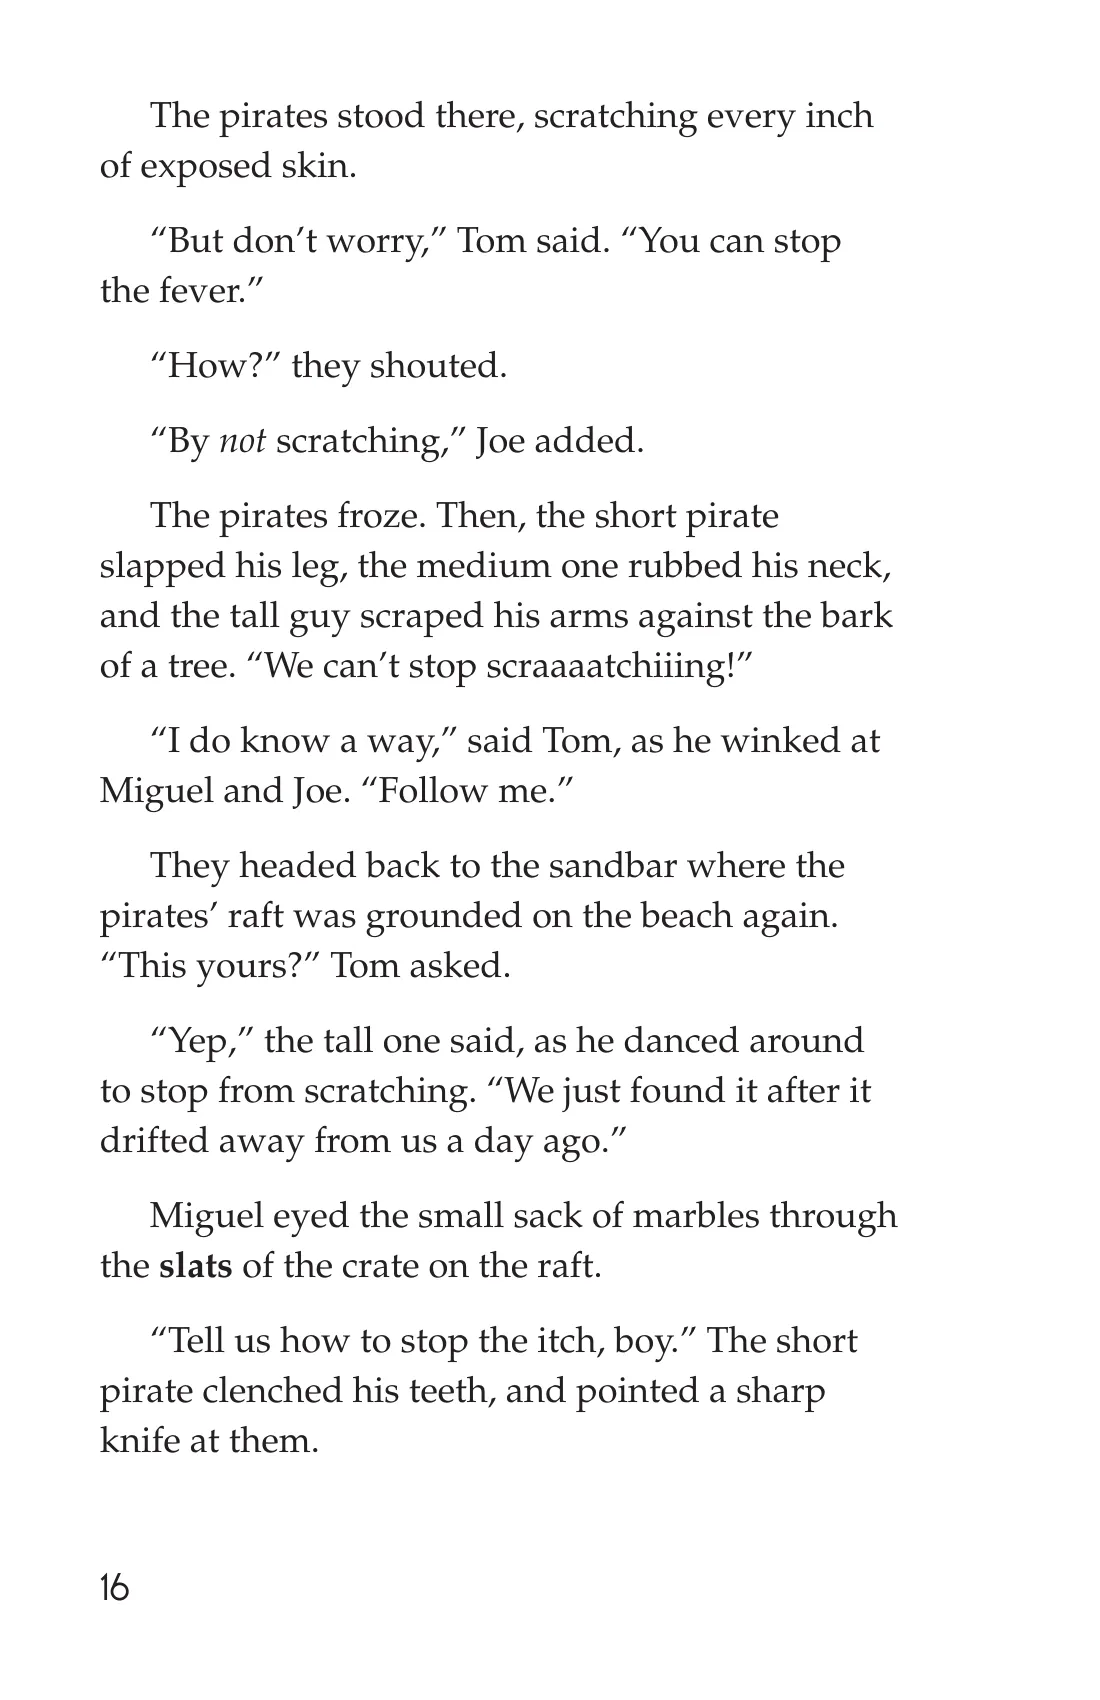 The pirates stood there, scratching every inch
of exposed skin.
“But don’t worry,” Tom said. “You can stop
the fever.”
“How?” they shouted.
“By not scratching,” Joe added.
The pirates froze. Then, the short pirate
slapped his leg, the medium one rubbed his neck,
and the tall guy scraped his arms against the bark
of a tree. “We can’t stop scraaaatchiiing!”
“I do know a way,” said Tom, as he winked at
Miguel and Joe. “Follow me.”
They headed back to the sandbar where the
pirates’ raft was grounded on the beach again.
“This yours?” Tom asked.
“Yep,” the tall one said, as he danced around
to stop from scratching. “We just found it after it
drifted away from us a day ago.”
Miguel eyed the small sack of marbles through
the slats of the crate on the raft.
“Tell us how to stop the itch, boy.” The short
pirate clenched his teeth, and pointed a sharp
knife at them.
16